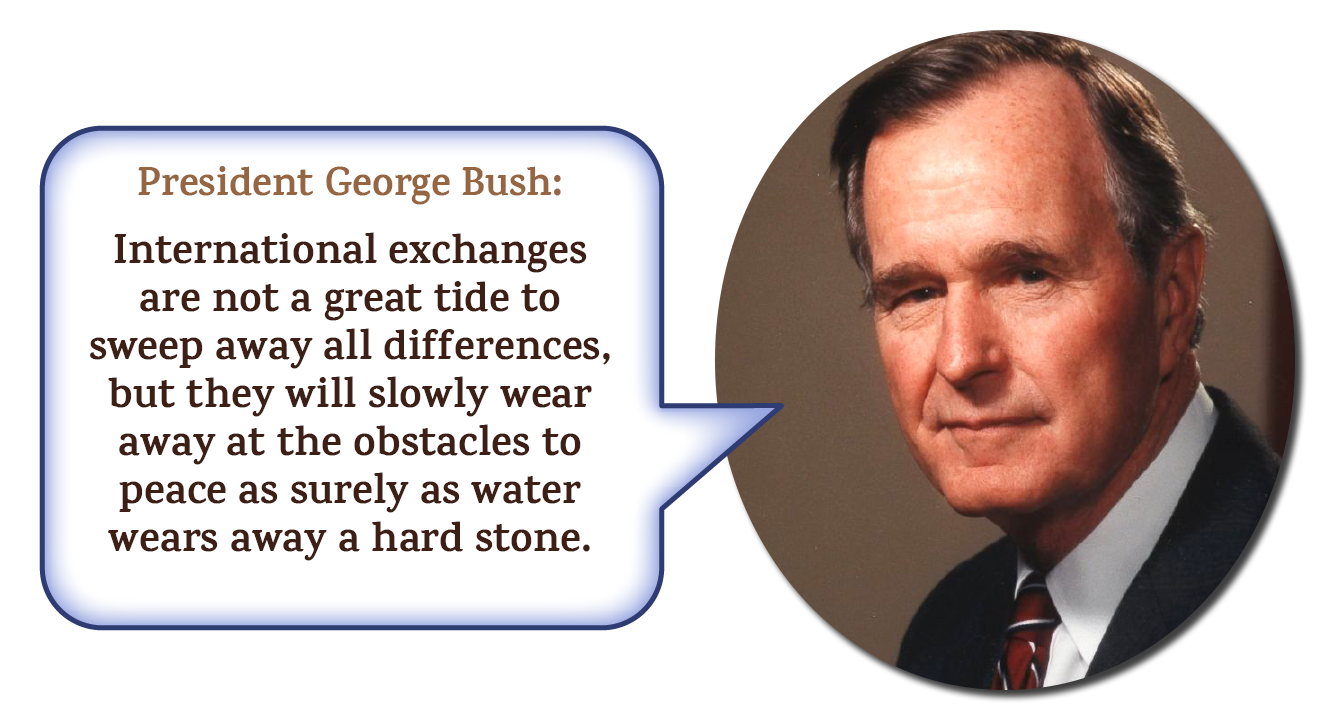 President George Bush:
International exchanges
are not a great tide to
sweep away all differences,
but they will slowly wear
away at the obstacles to
peace as surely as water
wears away a hard stone.